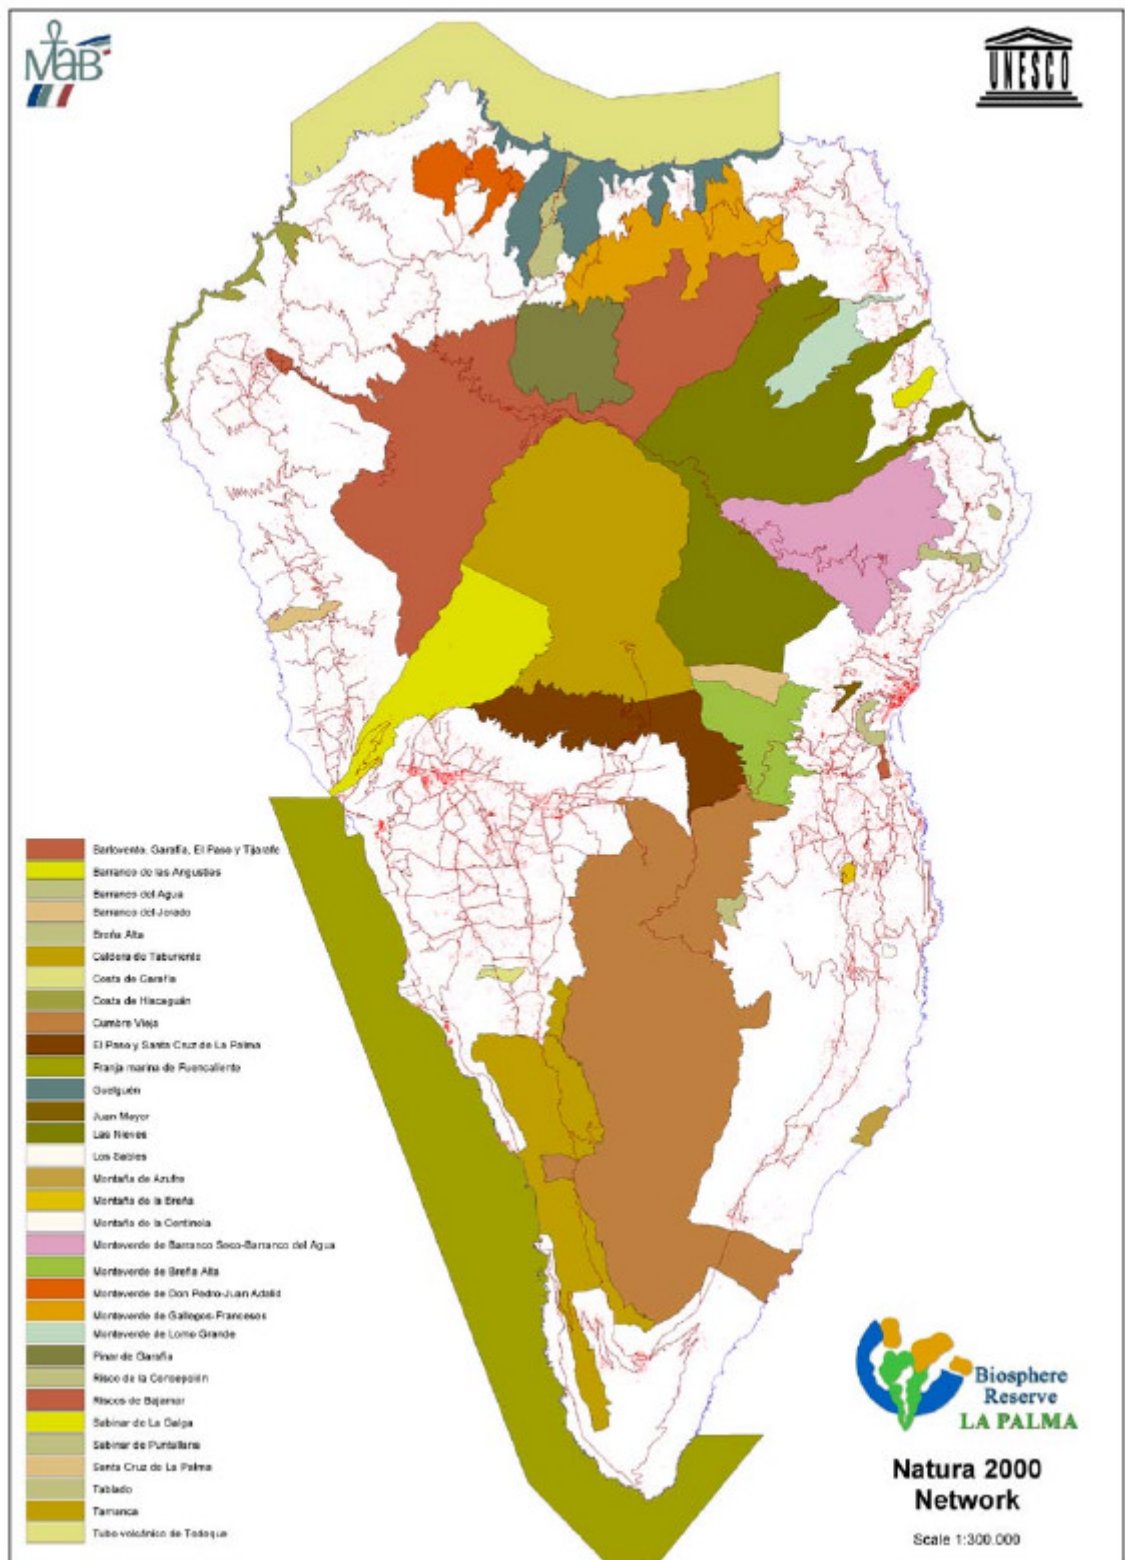 MaB
UNESCO
Barlovento, Garafía, El Paso y Tijarafe
Barranco de las Angustias
Barranco del Agua
Barranco del Jorado
Breña Alta
Caldera de Taburiente
Costa de Garafía
Costa de Hiscaguán
Cumbre Vieja
El Paso y Santa Cruz de La Palma
Franja marina de Fuencaliente
Guelguén
Juan Mayor
Las Nieves
Los Sables
Montaña de Azufre
Montaña de la Breña
Montaña de la Centinela
Monteverde de Barranco Seco-Barranco del Agua
Monteverde de Breña Alta
Monteverde de Don Pedro-Juan Adalid
Monteverde de Gallegos-Franceses
Monteverde de Lomo Grande
Pinar de Garafía
Risco de la Concepción
Riscos de Bajamar
Sabinar de La Galga
Sabinar de Puntallana
Santa Cruz de La Palma
Tablado
Tamanca
Tubo volcánico de Todoque
Biosphere
Reserve
LA PALMA
Natura 2000
Network
Scale 1:300.000